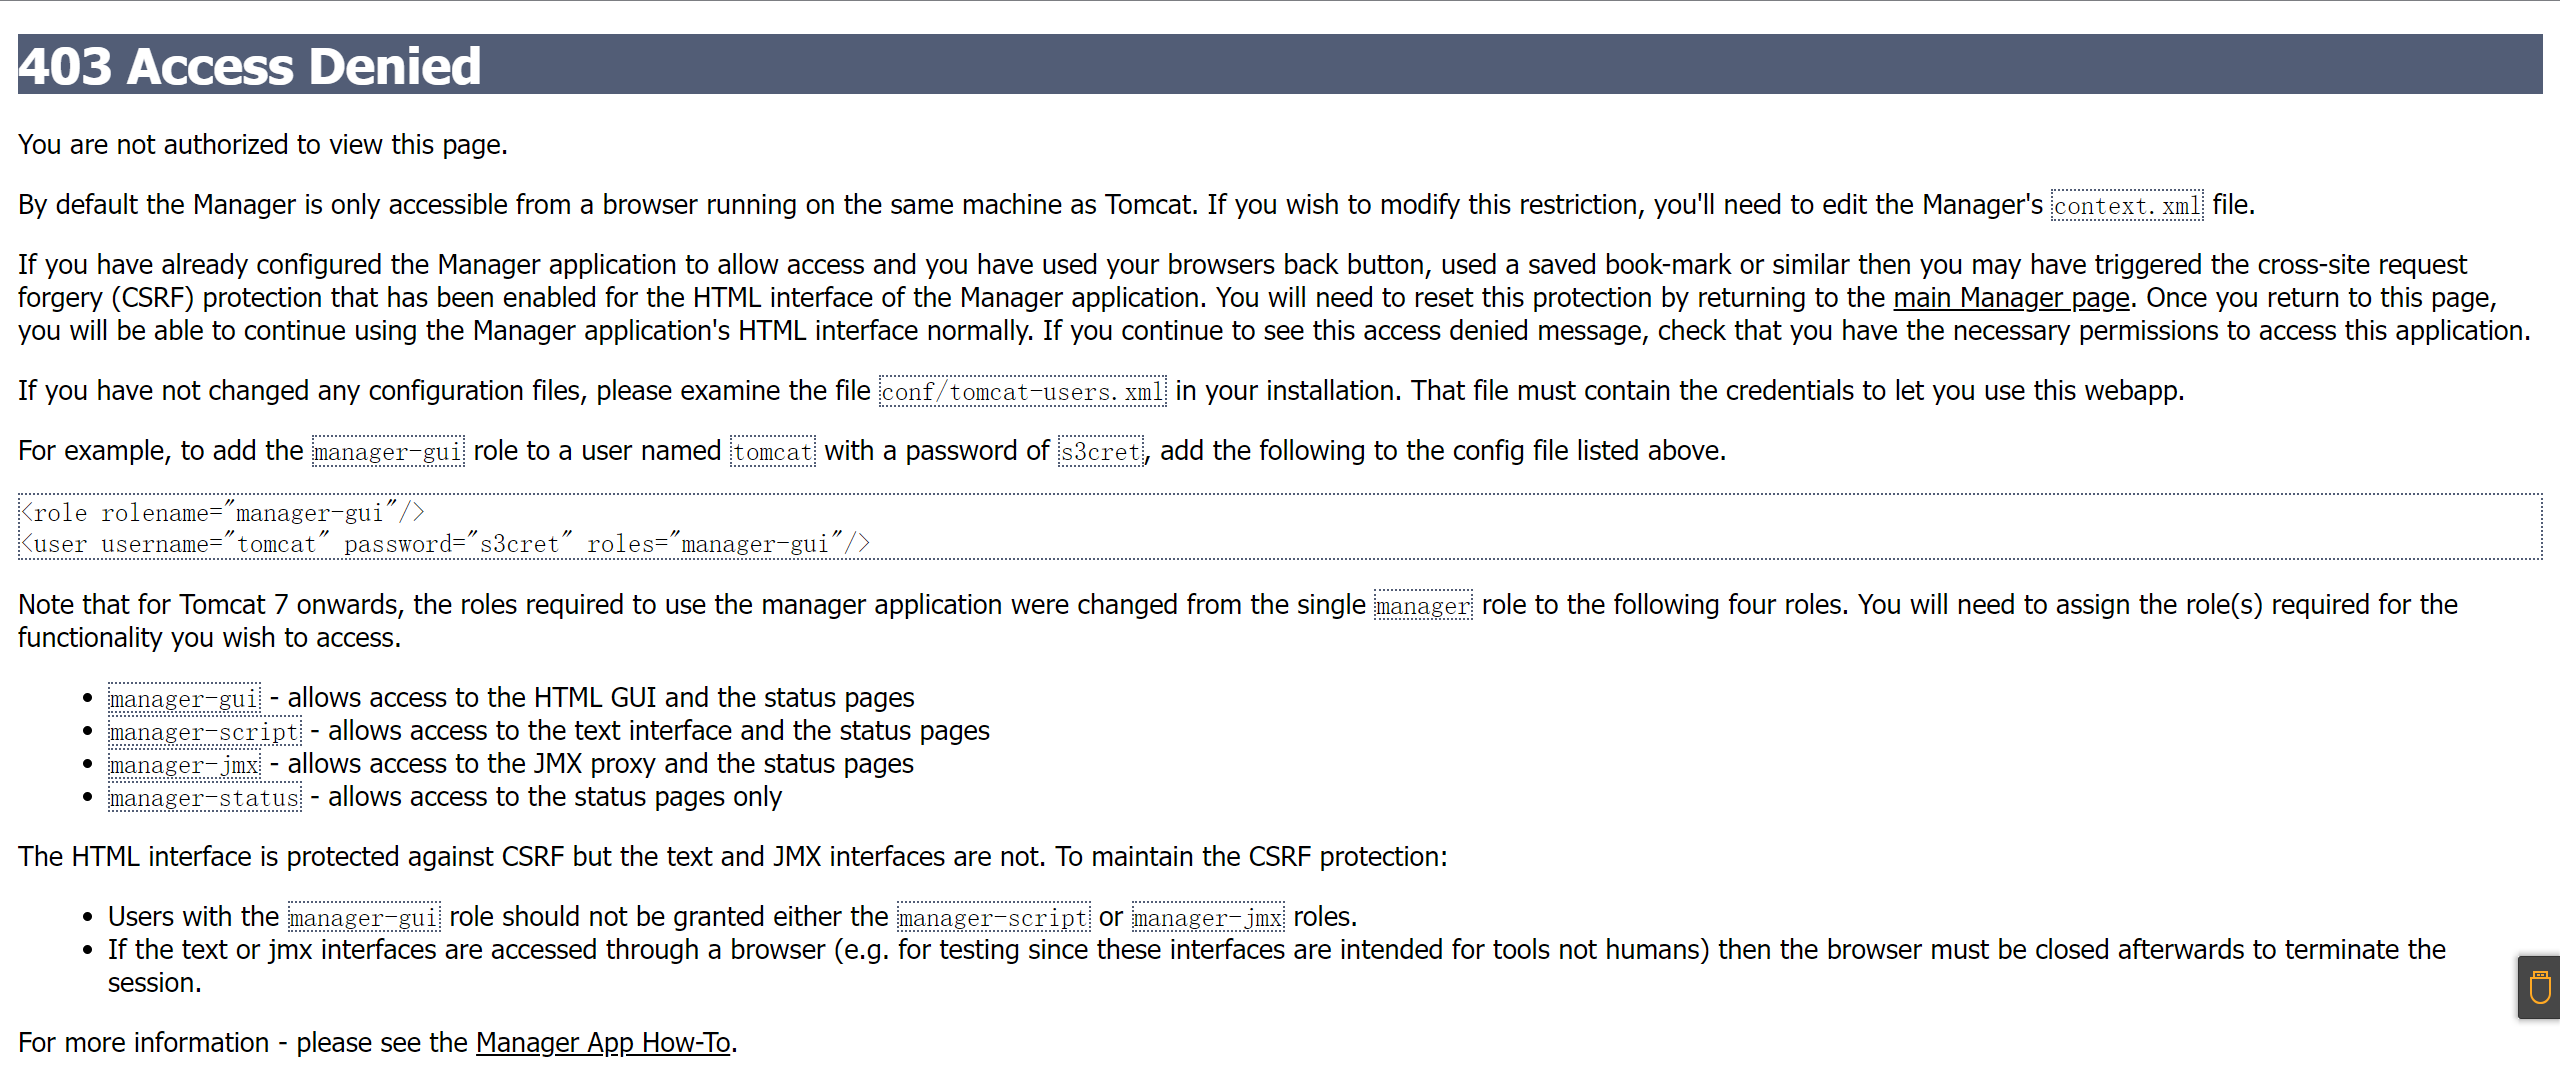 403 Access Denied
You are not authorized to view this page.
By default the Manager is only accessible from a browser running on the same machine as Tomcat. If you wish to modify this restriction, you'll need to edit the Manager's context.xml file.
If you have already configured the Manager application to allow access and you have used your browsers back button, used a saved book-mark or similar then you may have triggered the cross-site request
forgery (CSRF) protection that has been enabled for the HTML interface of the Manager application. You will need to reset this protection by returning to the main Manager page. Once you return to this page,
you will be able to continue using the Manager application's HTML interface normally. If you continue to see this access denied message, check that you have the necessary permissions to access this application.
If you have not changed any configuration files, please examine the file conf/tomcat-users.xml in your installation. That file must contain the credentials to let you use this webapp.
For example, to add the manager-gui role to a user named tomcat with a password of s3cret, add the following to the config file listed above.
<role rolename="manager-gui"/>
<user username="tomcat" password="s3cret" roles="manager-gui"/>
Note that for Tomcat 7 onwards, the roles required to use the manager application were changed from the single manager role to the following four roles. You will need to assign the role(s) required for the
functionality you wish to access.
• manager-gui - allows access to the HTML GUI and the status pages
• manager-script - allows access to the text interface and the status pages
• manager-jmx - allows access to the JMX proxy and the status pages
• manager-status - allows access to the status pages only
The HTML interface is protected against CSRF but the text and JMX interfaces are not. To maintain the CSRF protection:
• Users with the manager-gui role should not be granted either the manager-script or manager-jmx roles.
• If the text or jmx interfaces are accessed through a browser (e.g. for testing since these interfaces are intended for tools not humans) then the browser must be closed afterwards to terminate the
session.
For more information - please see the Manager App How-To.